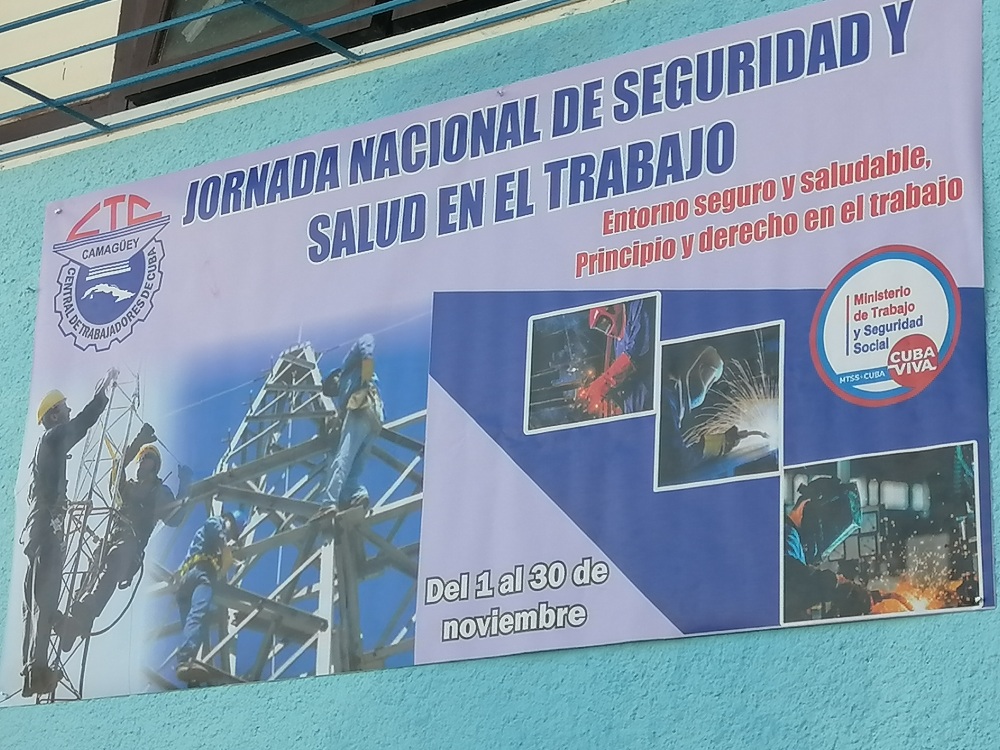 JORNADA NACIONAL DE SEGURIDAD Y
SALUD EN EL TRABAJO
Entorno seguro y saludable,
Principio y derecho en el trabajo
CTC
CAMAGÜEY
CENTRAL DE TRABAJADORES DE CUBA
Ministerio
de Trabajo
y Seguridad
Social
MTSS - CUBA
CUBA
VIVA
Del 1 al 30 de
noviembre